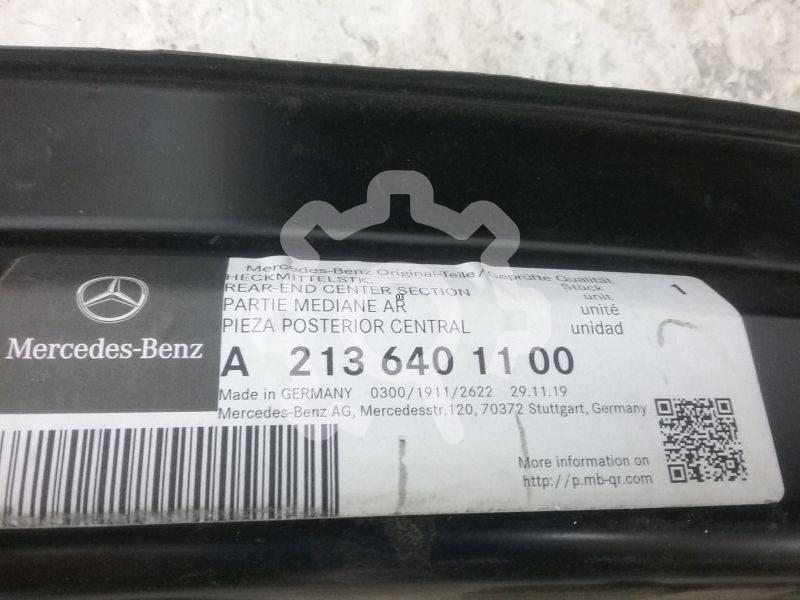 Mercedes-Benz Original-Teile / Geprüfte Qualität
HECKMITTELSTK. Stück 1
REAR-END CENTER SECTION unit
PARTIE MEDIANE AR unité
03
PIEZA POSTERIOR CENTRAL unidad
Mercedes-Benz
A 213 640 11 00
Made in GERMANY 0300/1911/2622 29.11.19
Mercedes-Benz AG, Mercedesstr.120, 70372 Stuttgart, Germany
More information on
http://p.mb-qr.com